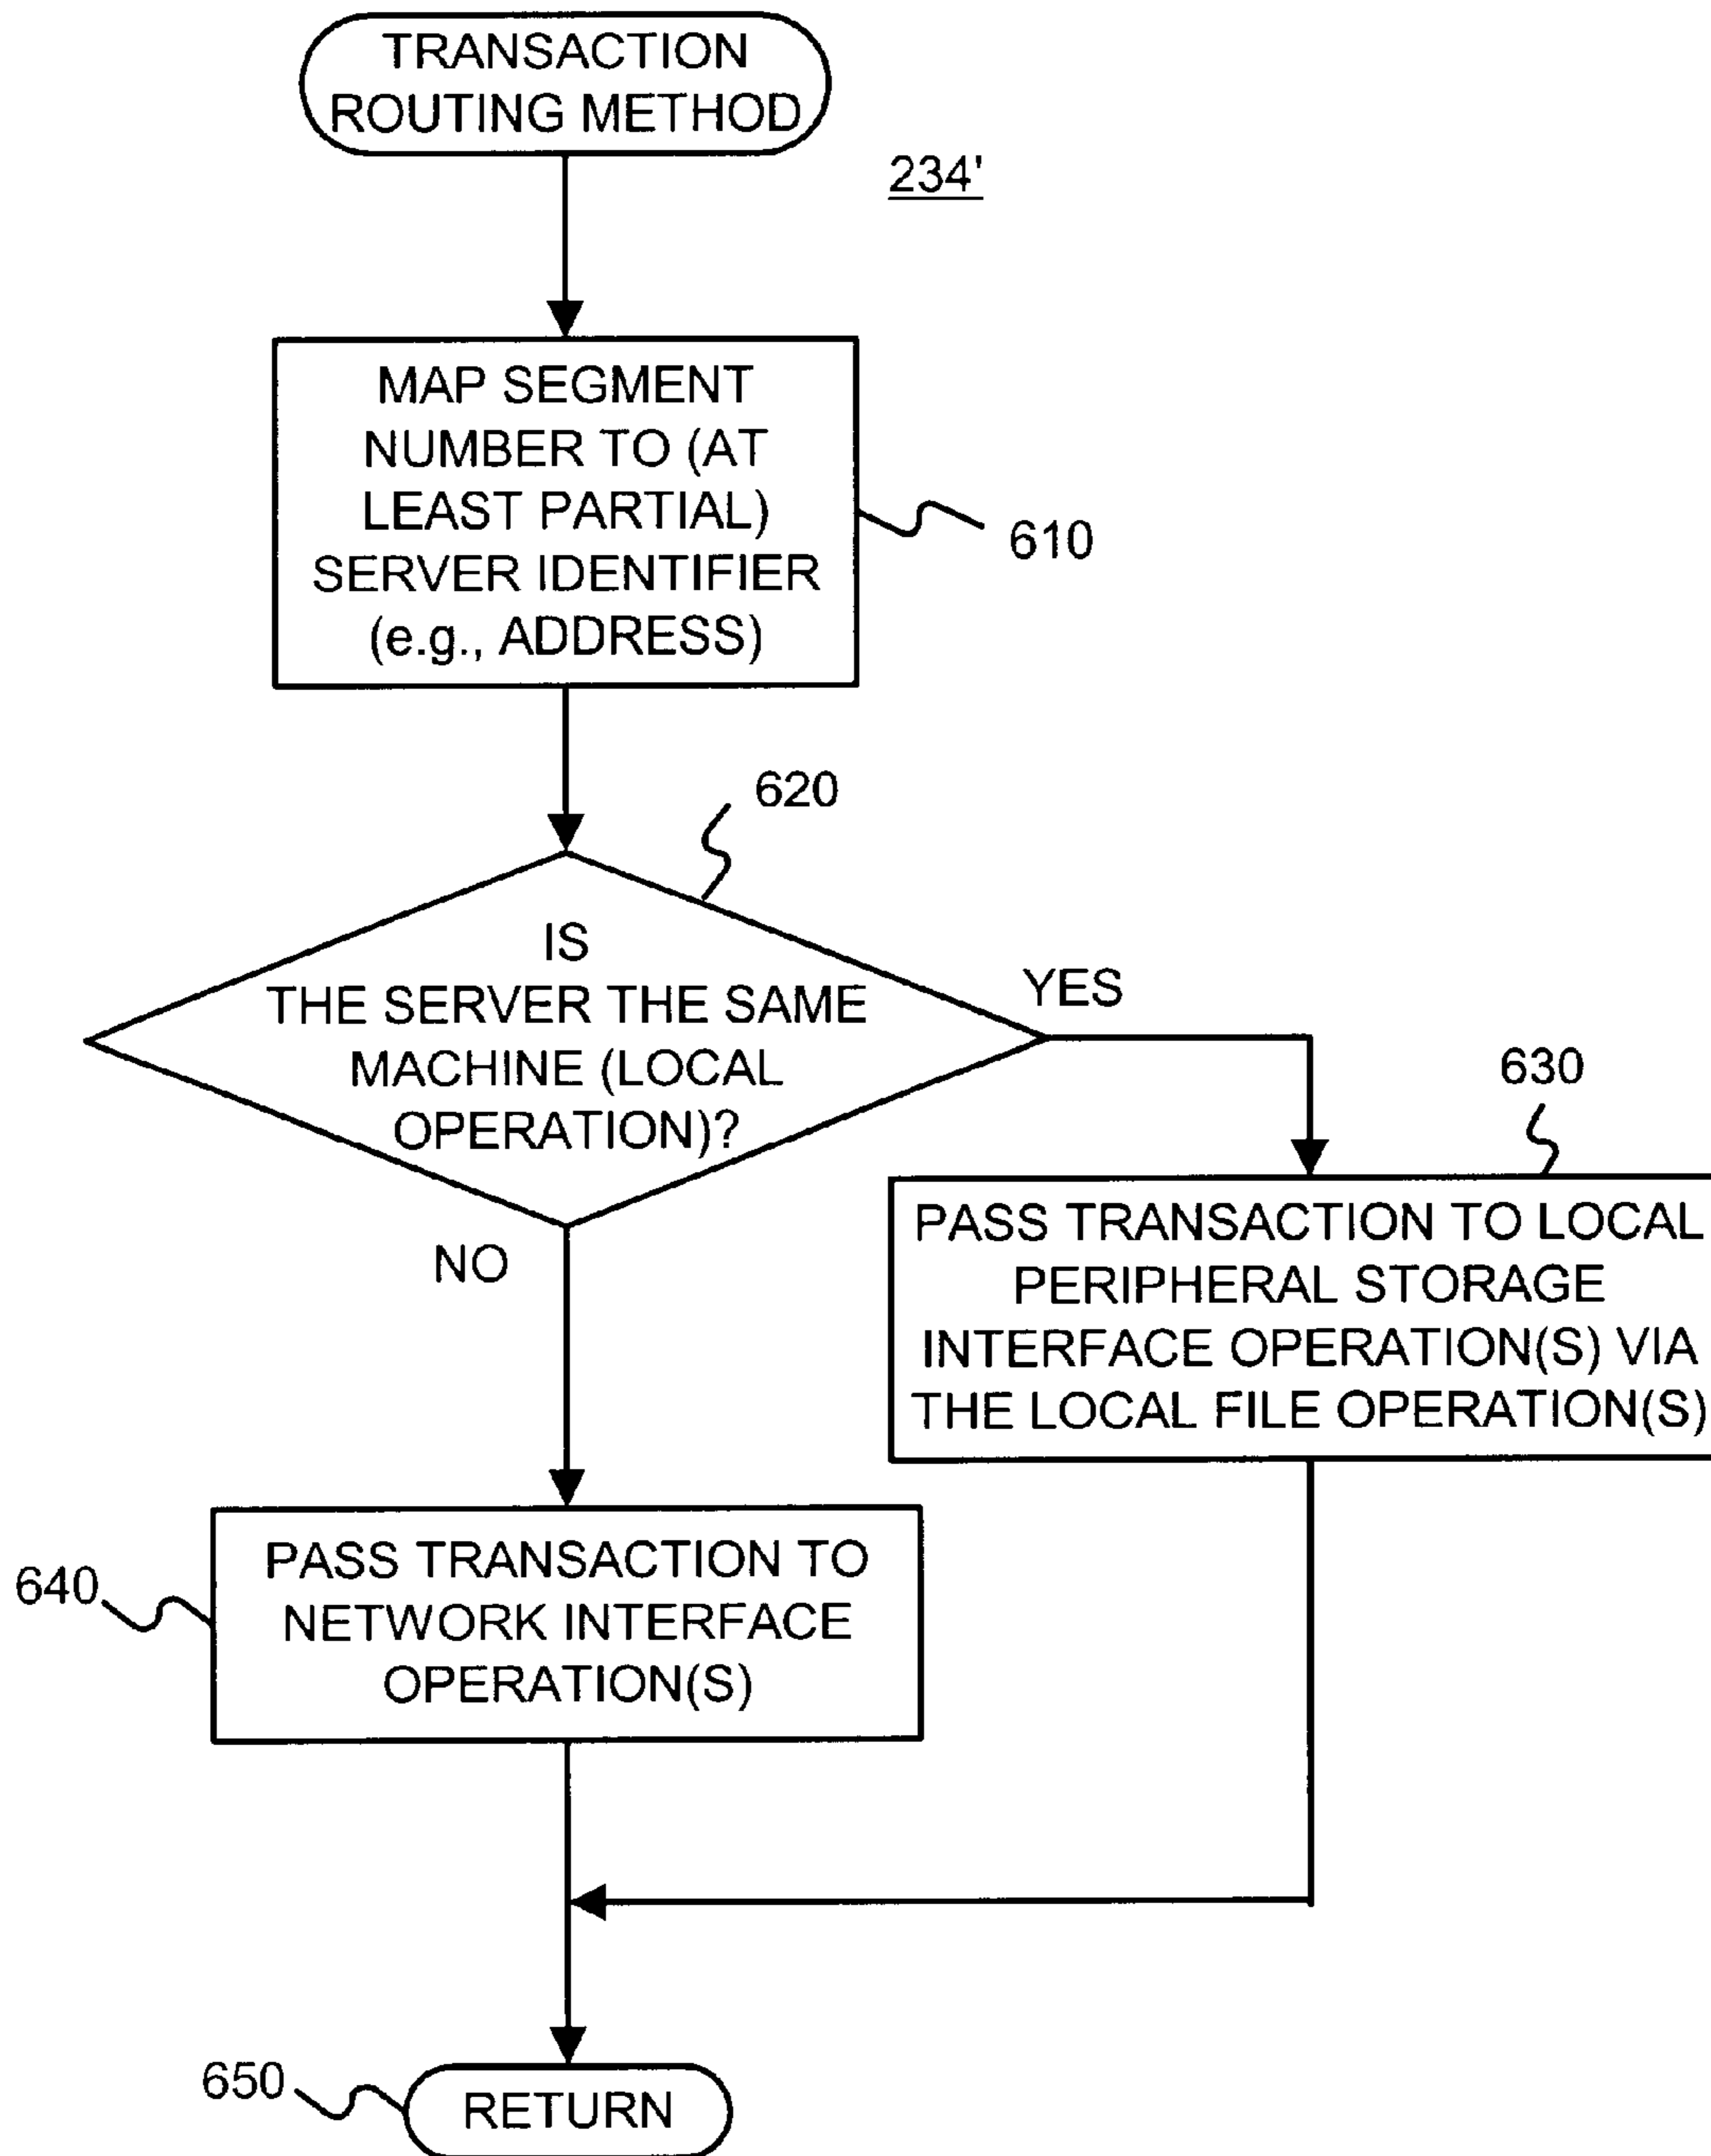 TRANSACTION
ROUTING METHOD
234'
MAP SEGMENT
NUMBER TO (AT
LEAST PARTIAL)
SERVER IDENTIFIER
(e.g., ADDRESS)
610
620
IS
THE SERVER THE SAME
MACHINE (LOCAL
OPERATION)?
YES
NO
630
PASS TRANSACTION TO LOCAL
PERIPHERAL STORAGE
INTERFACE OPERATION(S) VIA
THE LOCAL FILE OPERATION(S)
640
PASS TRANSACTION TO
NETWORK INTERFACE
OPERATION(S)
650
RETURN